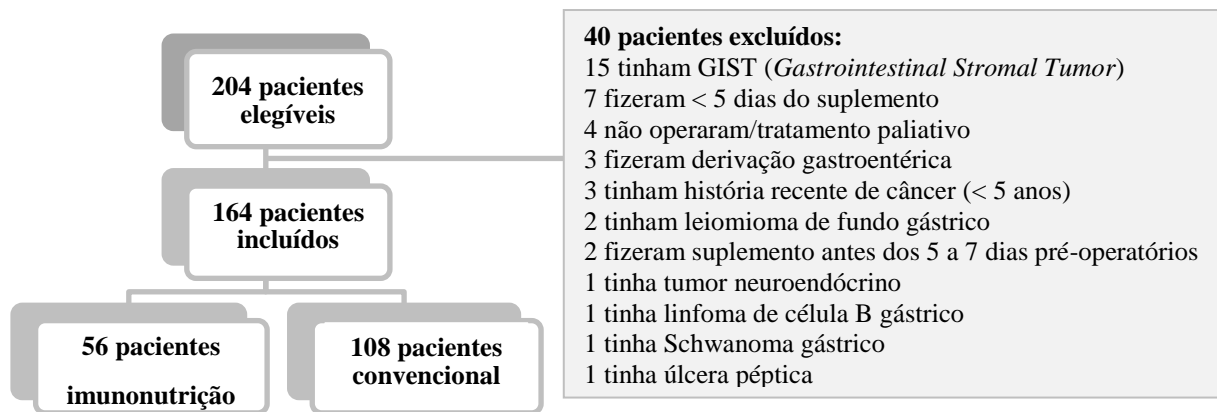 204 pacientes
elegíveis
164 pacientes
incluídos
56 pacientes
imunonutrição
108 pacientes
convencional
40 pacientes excluídos:
15 tinham GIST (Gastrointestinal Stromal Tumor)
7 fizeram < 5 dias do suplemento
4 não operaram/tratamento paliativo
3 fizeram derivação gastroentérica
3 tinham história recente de câncer (< 5 anos)
2 tinham leiomioma de fundo gástrico
2 fizeram suplemento antes dos 5 a 7 dias pré-operatórios
1 tinha tumor neuroendócrino
1 tinha linfoma de célula B gástrico
1 tinha Schwanoma gástrico
1 tinha úlcera péptica